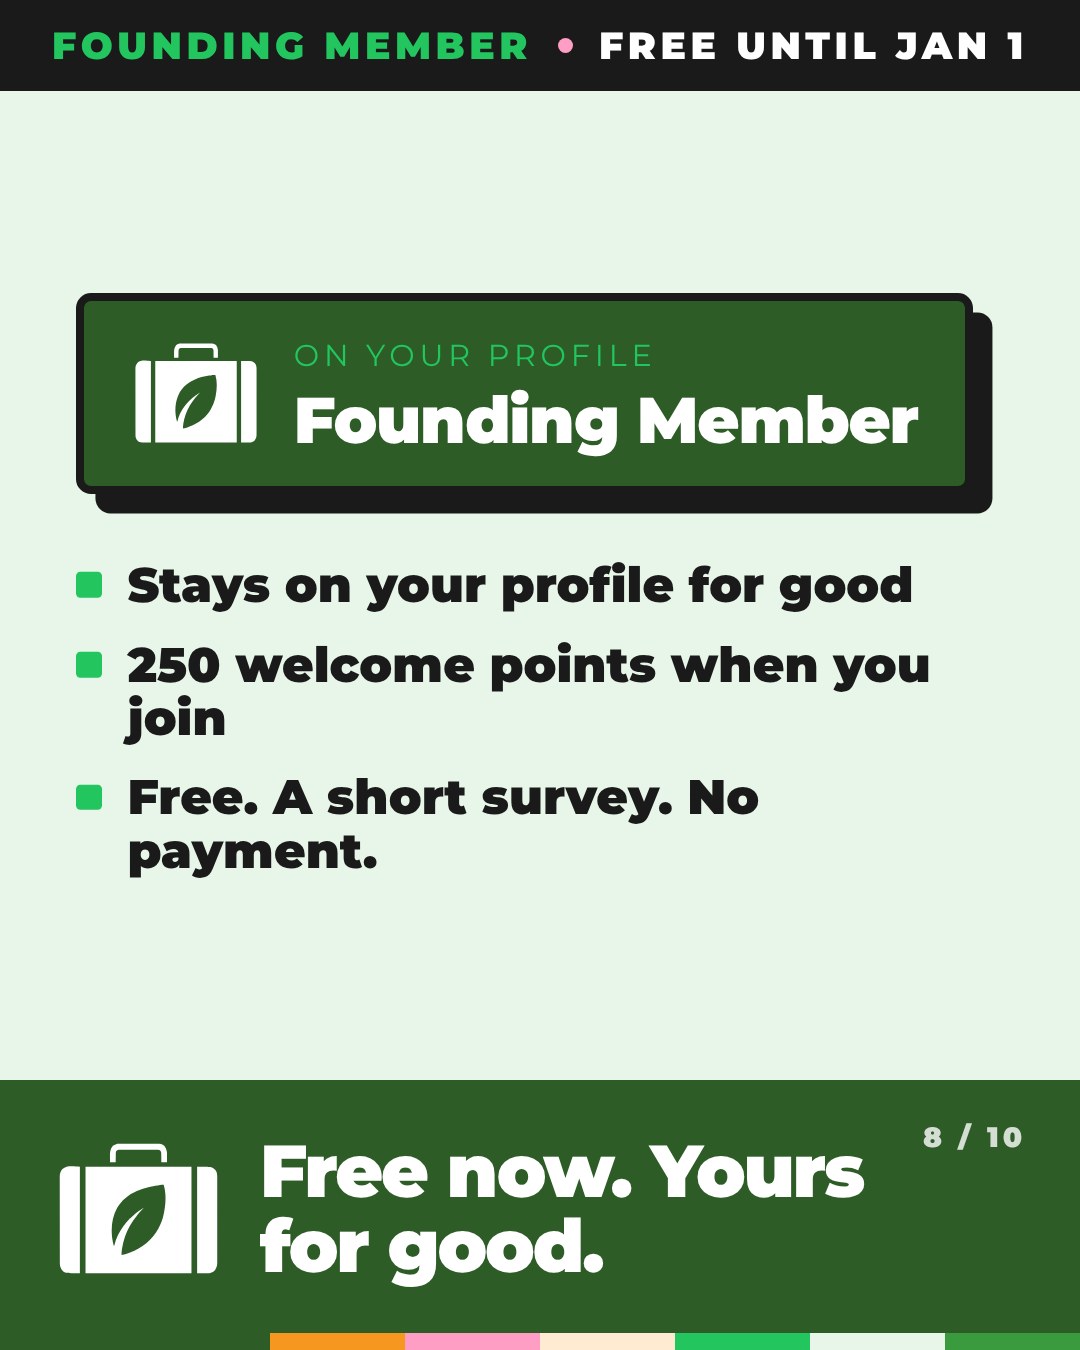 FOUNDING MEMBER • FREE UNTIL JAN 1
ON YOUR PROFILE
Founding Member
Stays on your profile for good
250 welcome points when you
join
Free. A short survey. No
payment.
8 / 10
Free now. Yours
for good.